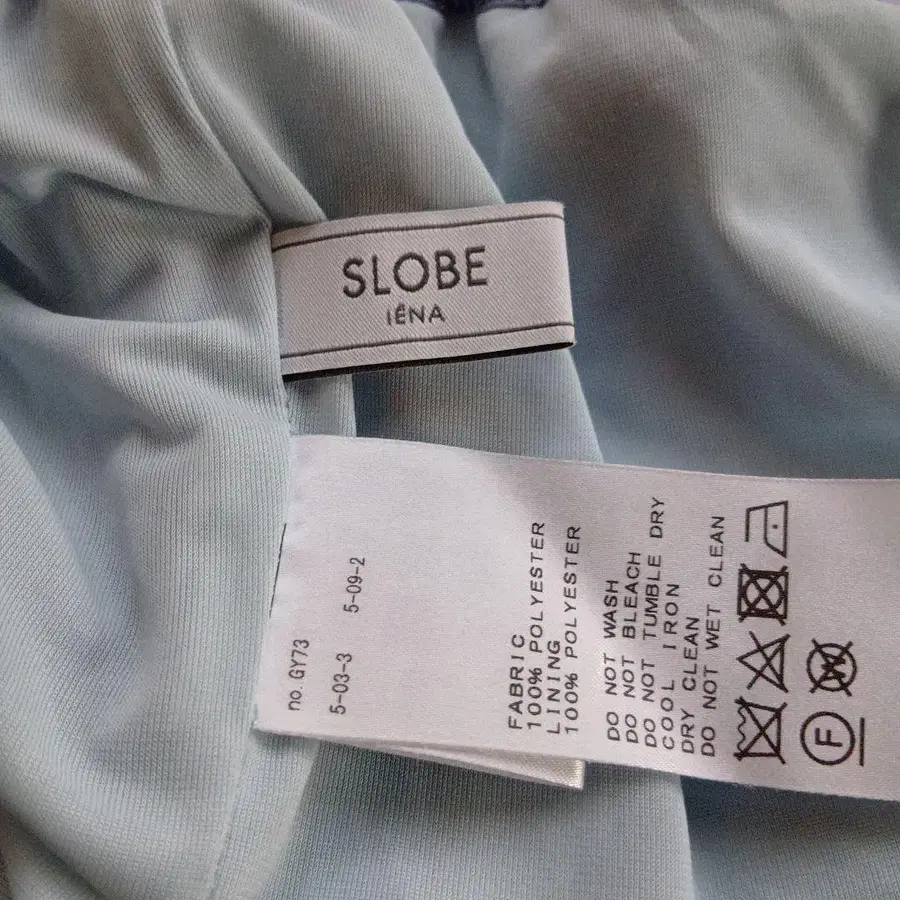 SLOBE
IÉNA
no. GY73
5-03-3 5-09-2
FABRIC
100% POLYESTER
LINING
100% POLYESTER
DO NOT WASH
DO NOT BLEACH
DO NOT TUMBLE DRY
COOL IRON
DRY CLEAN
DO NOT WET CLEAN
F
W